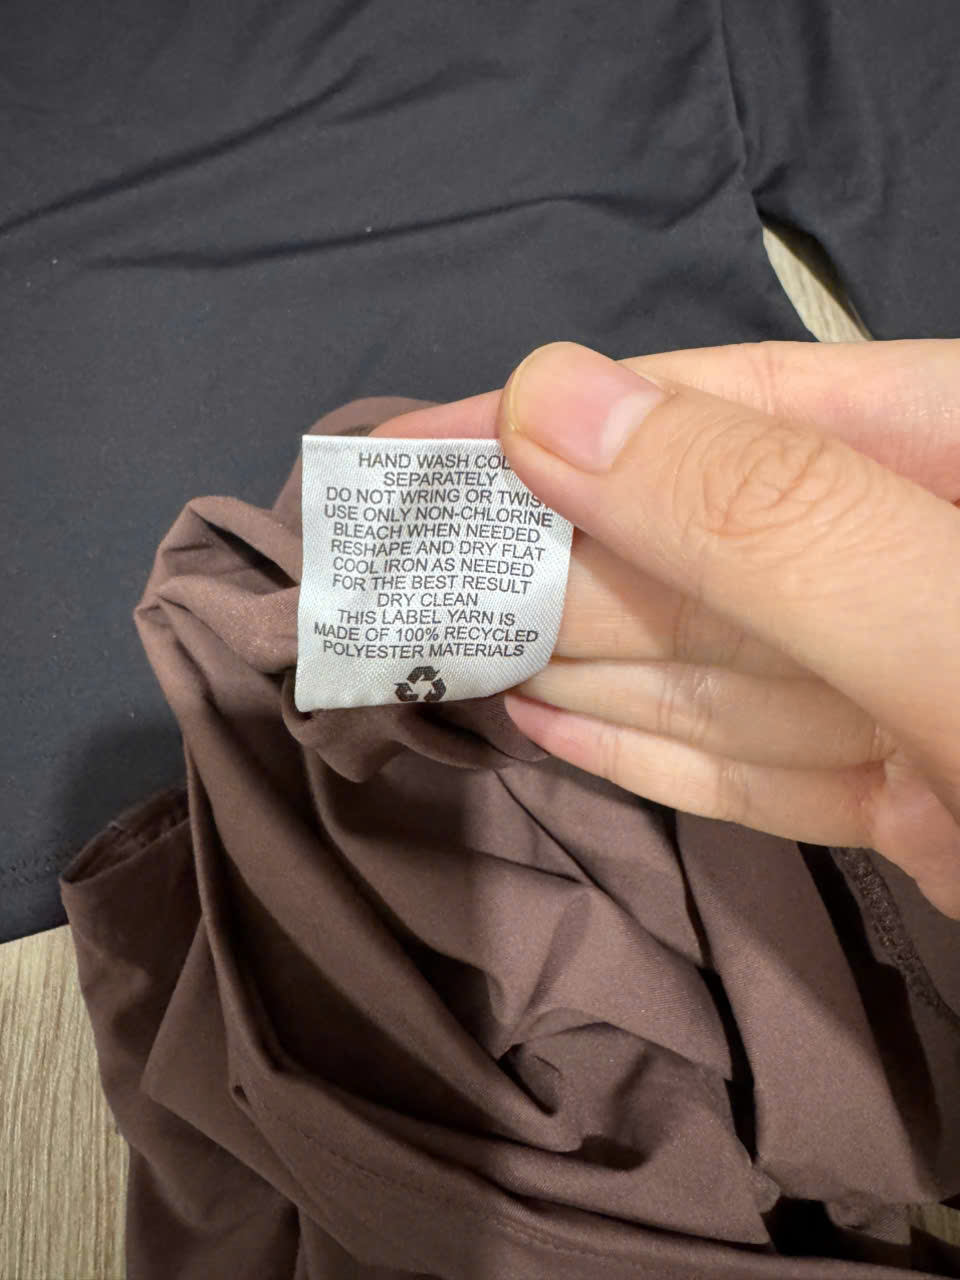 HAND WASH COL
SEPARATELY
DO NOT WRING OR TWIST
USE ONLY NON-CHLORINE
BLEACH WHEN NEEDED
RESHAPE AND DRY FLAT
COOL IRON AS NEEDED
FOR THE BEST RESULT
DRY CLEAN
THIS LABEL YARN IS
MADE OF 100% RECYCLED
POLYESTER MATERIALS